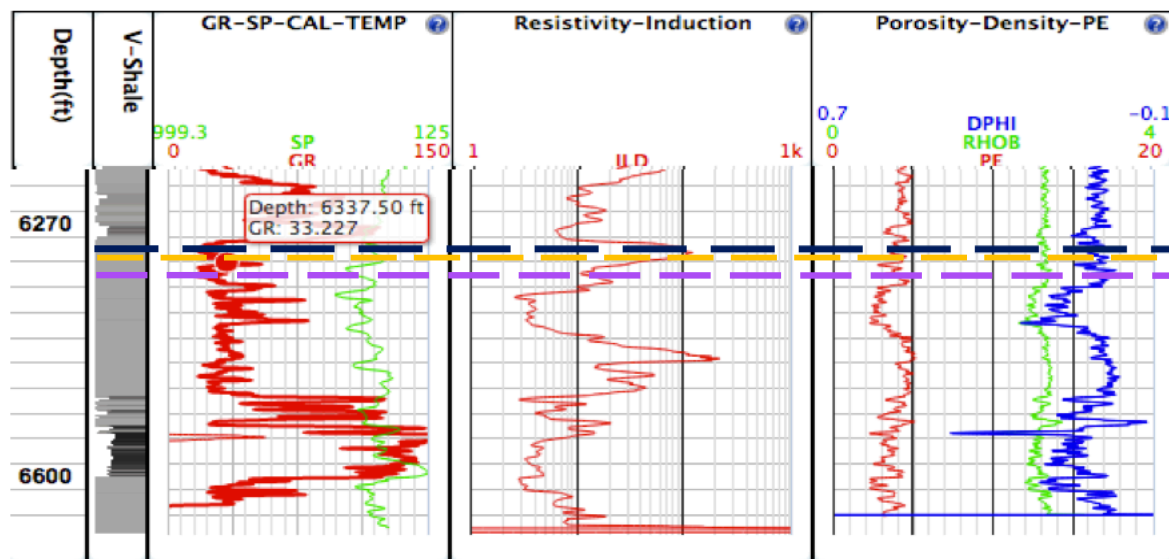 GR-SP-CAL-TEMP ?
Resistivity-Induction ?
Porosity-Density-PE ?
Depth(ft)
V-Shale
999.3 SP 125
0 GR 150
1 ILD 1k
0.7 DPHI -0.1
0 RHOB 4
0 PE 20
6270
Depth: 6337.50 ft
GR: 33.227
6600